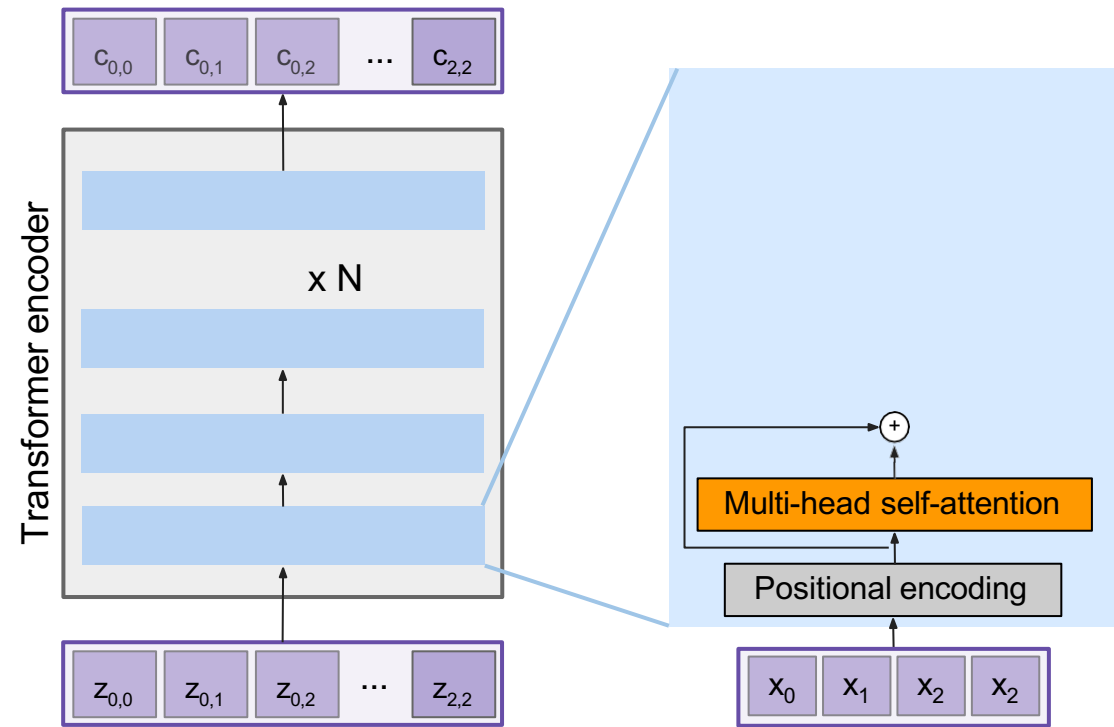 c0,0 c0,1 c0,2 ... c2,2
Transformer encoder
x N
z0,0 z0,1 z0,2 ... z2,2
+
Multi-head self-attention
Positional encoding
x0 x1 x2 x2